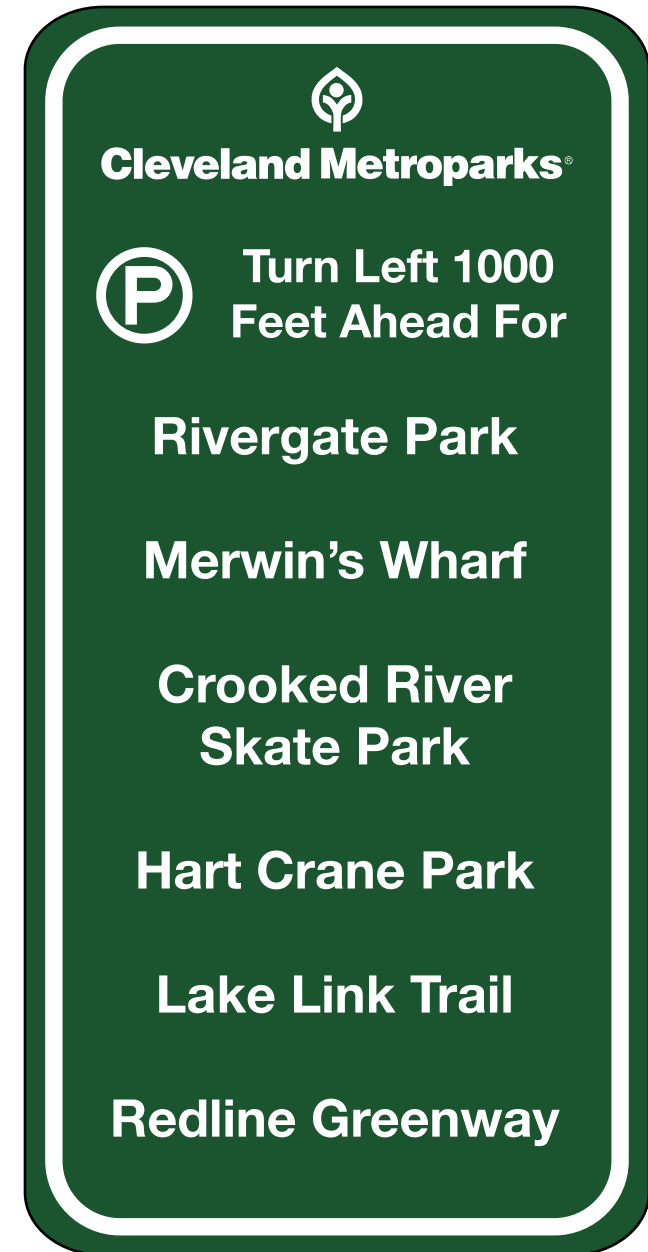 Cleveland Metroparks®
P
Turn Left 1000
Feet Ahead For
Rivergate Park
Merwin’s Wharf
Crooked River
Skate Park
Hart Crane Park
Lake Link Trail
Redline Greenway